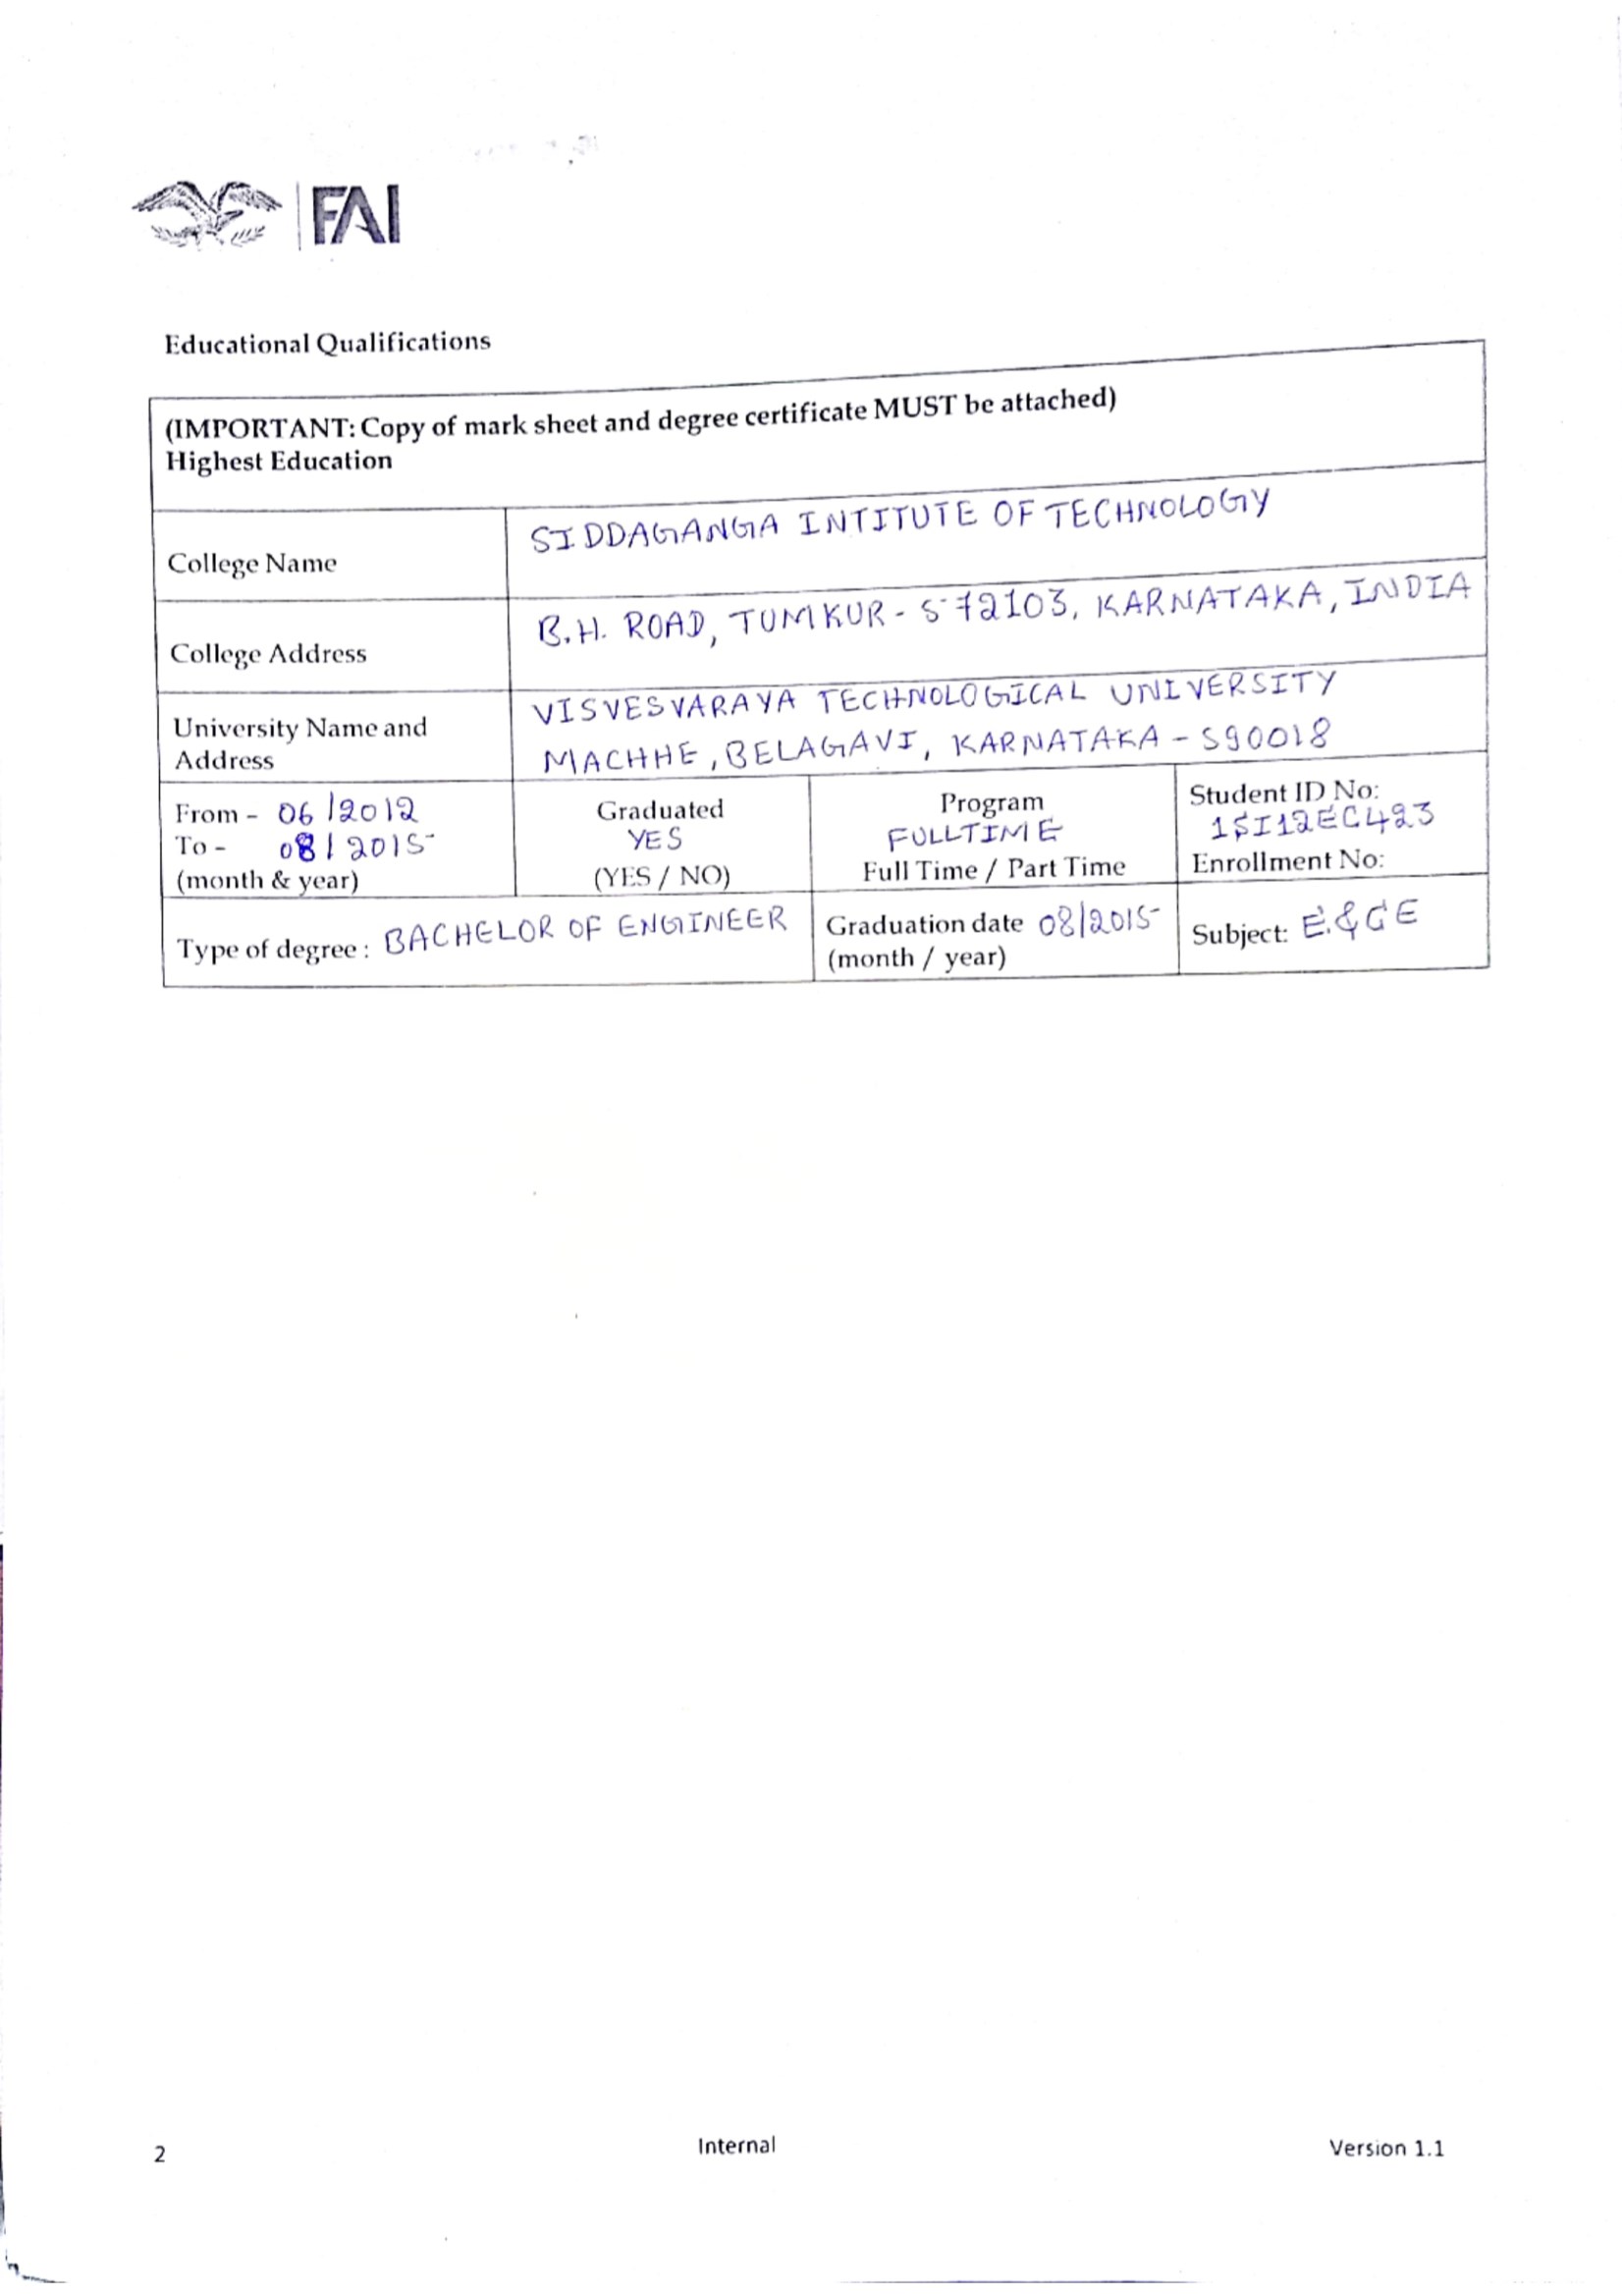 FAI
Educational Qualifications
(IMPORTANT: Copy of mark sheet and degree certificate MUST be attached)
Highest Education
College Name
SIDDAGANGA INTITUTE OF TECHNOLOGY
College Address
B.H. ROAD, TUMKUR - 572103, KARNATAKA, INDIA
University Name and
Address
VISVESVARAYA TECHNOLOGICAL UNIVERSITY
MACHHE, BELAGAVI, KARNATAKA - 590018
From - 06/2012
To - 08/2015
(month & year)
Graduated
YES
(YES / NO)
Program
FULLTIME
Full Time / Part Time
Student ID No:
1SI12EC423
Enrollment No:
Type of degree : BACHELOR OF ENGINEER
Graduation date 08/2015
(month / year)
Subject: E&CE
2
Internal
Version 1.1